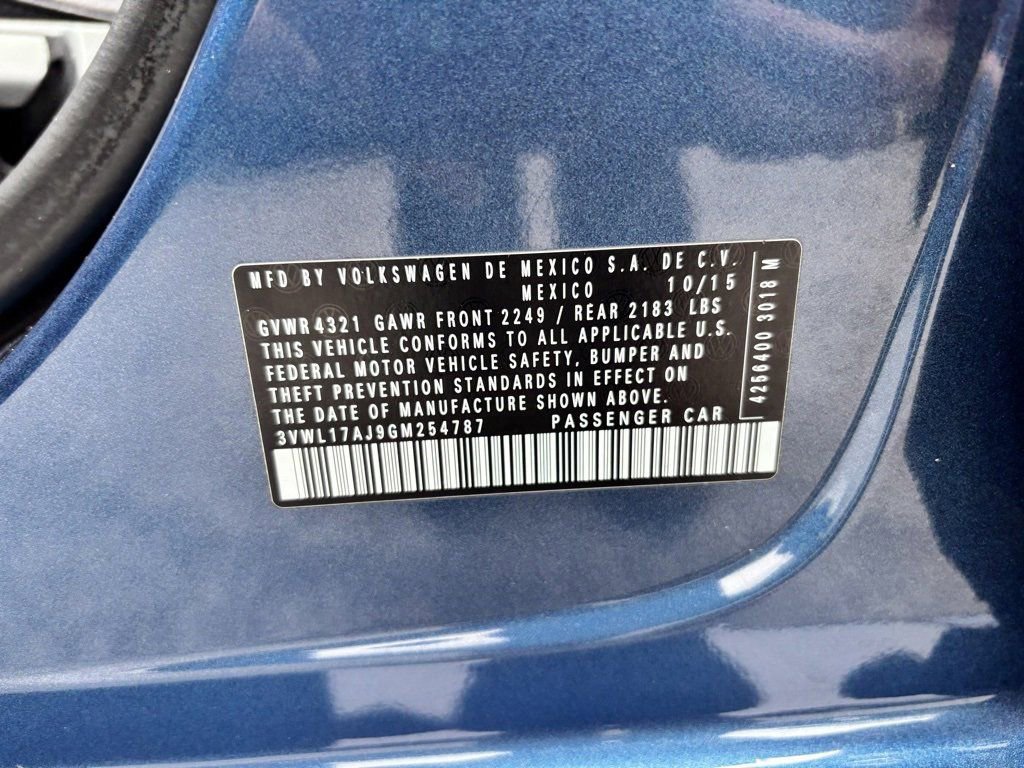 MFD BY VOLKSWAGEN DE MEXICO S.A. DE C.V.
MEXICO 10/15
GVWR 4321 GAWR FRONT 2249 / REAR 2183 LBS
THIS VEHICLE CONFORMS TO ALL APPLICABLE U.S.
FEDERAL MOTOR VEHICLE SAFETY, BUMPER AND
THEFT PREVENTION STANDARDS IN EFFECT ON
THE DATE OF MANUFACTURE SHOWN ABOVE.
3VWL17AJ9GM254787 PASSENGER CAR
4256400 3018 M